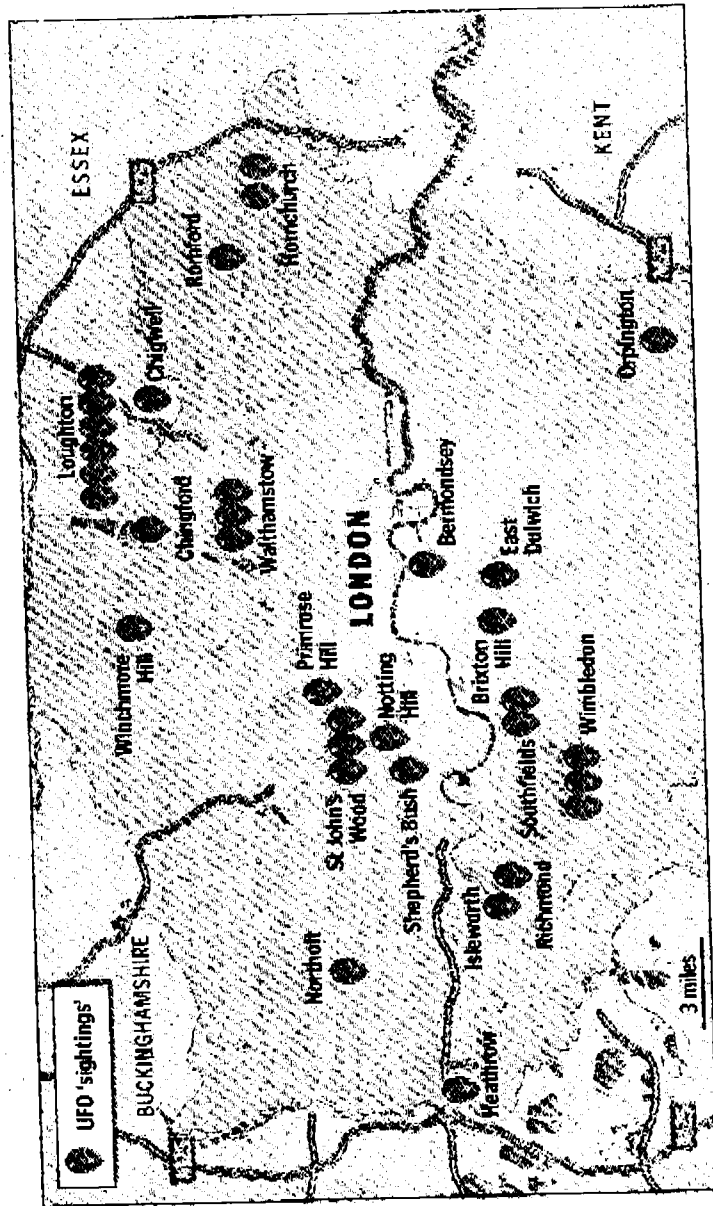 UFO 'sightings'
BUCKINGHAMSHIRE
ESSEX
Loughton
Winchmore
Hill
Chingford
Chigwell
Walthamstow
Romford
Hornchurch
Primrose
Hill
St John's
Wood
Northolt
Notting
Hill
Shepherd's Bush
LONDON
Bermondsey
Heathrow
Isleworth
Richmond
Brixton
Hill
East
Dulwich
Southfields
Wimbledon
KENT
Orpington
3 miles